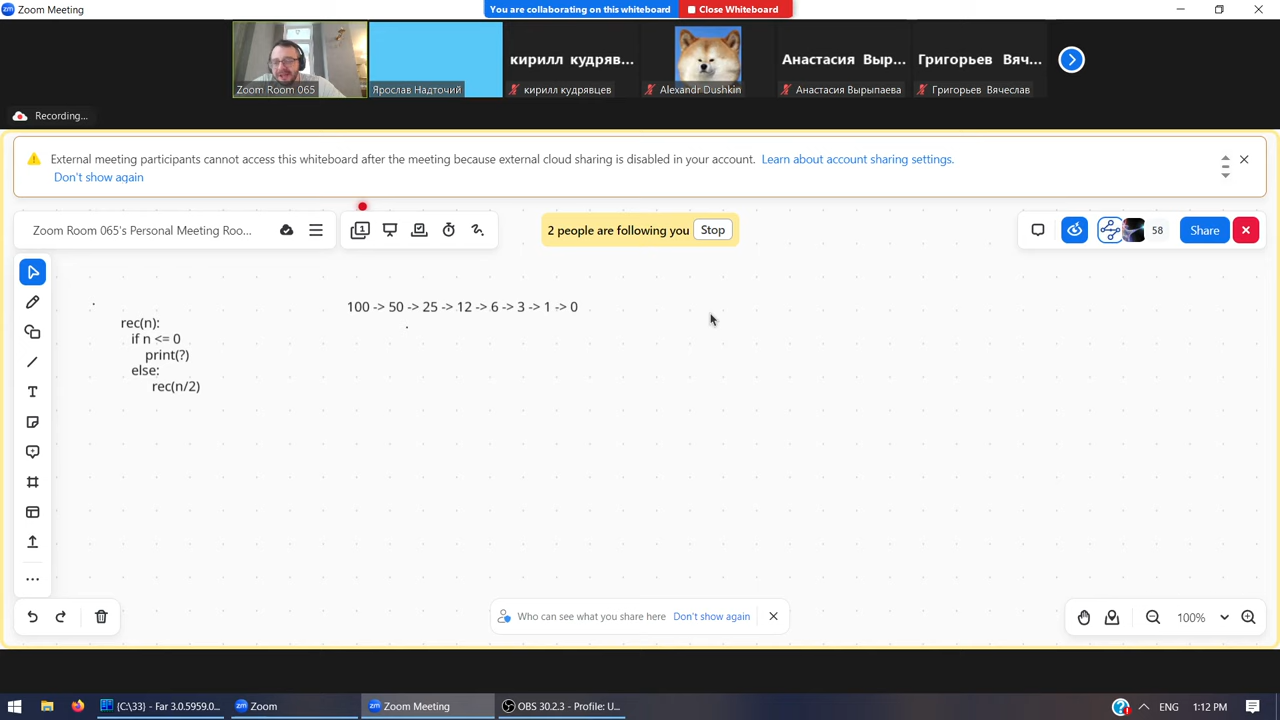 Zoom Meeting
You are collaborating on this whiteboard
Close Whiteboard
Zoom Room 065
Ярослав Надточий
кирилл кудряв...
кирилл кудрявцев
Alexandr Dushkin
Анастасия Выр...
Анастасия Вырыпаева
Григорьев Вяч...
Григорьев Вячеслав
Recording...
External meeting participants cannot access this whiteboard after the meeting because external cloud sharing is disabled in your account. Learn about account sharing settings.
Don't show again
Zoom Room 065's Personal Meeting Roo...
1
2 people are following you
Stop
58
Share
100 -> 50 -> 25 -> 12 -> 6 -> 3 -> 1 -> 0
rec(n):
if n <= 0
print(?)
else:
rec(n/2)
Who can see what you share here
Don't show again
100%
(C:\33) - Far 3.0.5959.0...
Zoom
Zoom Meeting
OBS 30.2.3 - Profile: U...
ENG
1:12 PM